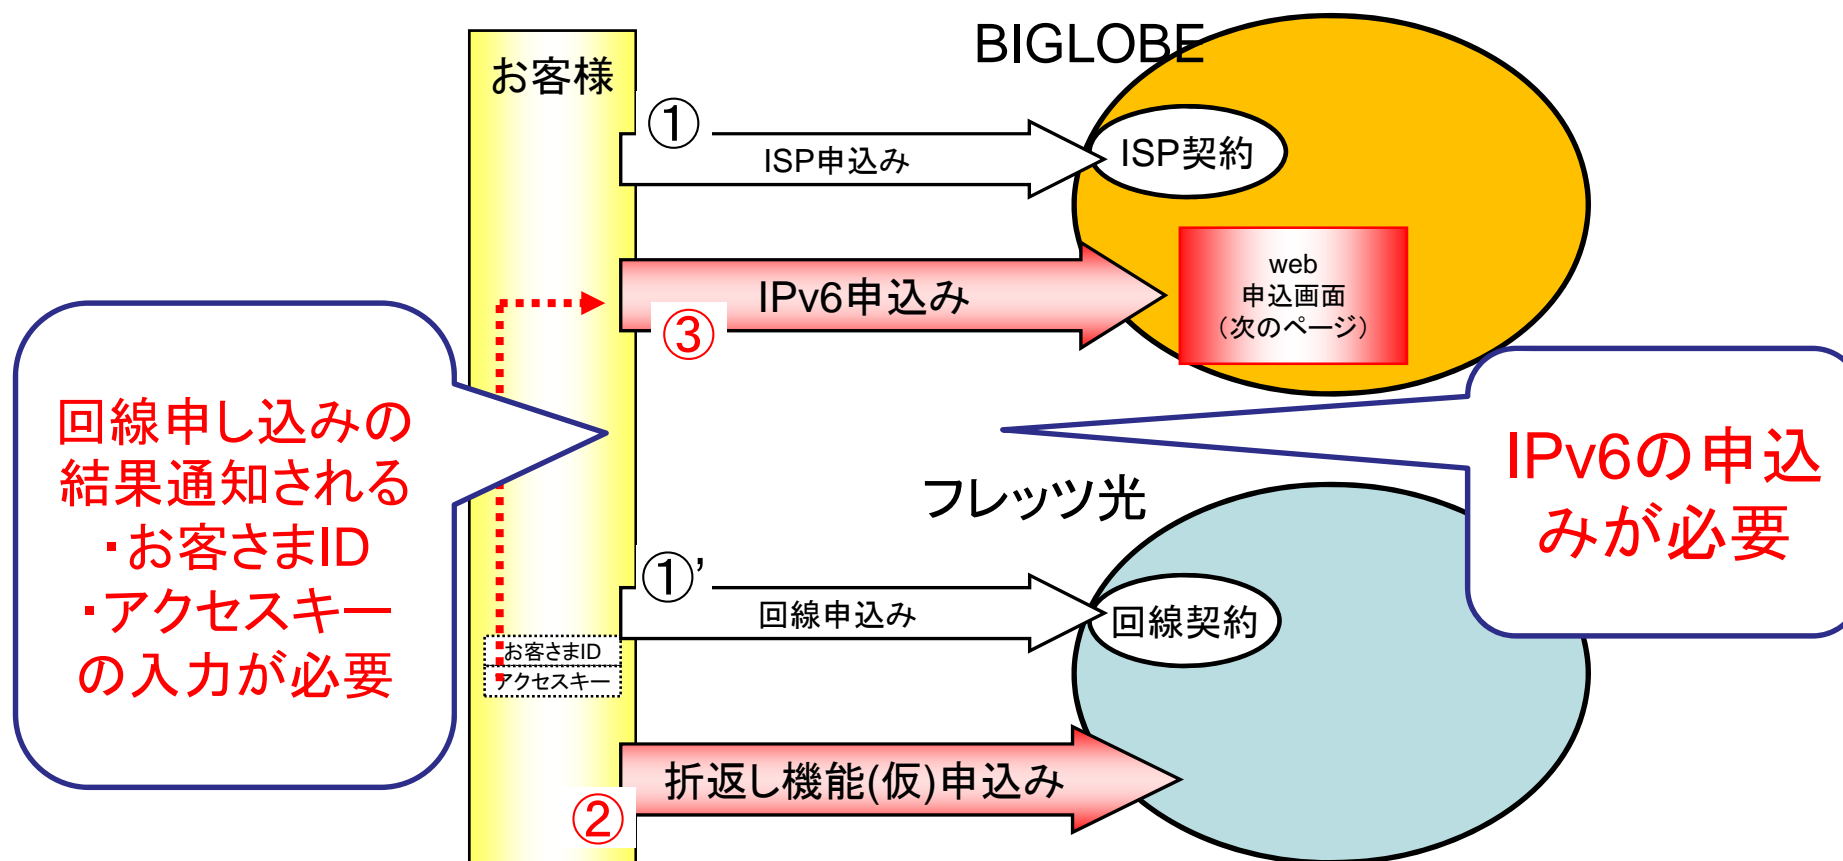 BIGLOBE
お客様
①
ISP申込み
ISP契約
IPv6申込み
③
web
申込画面
（次のページ）
回線申し込みの
結果通知される
・お客さまID
・アクセスキー
の入力が必要
IPv6の申込
みが必要
フレッツ光
①’
回線申込み
回線契約
お客さまID
アクセスキー
折返し機能(仮)申込み
②